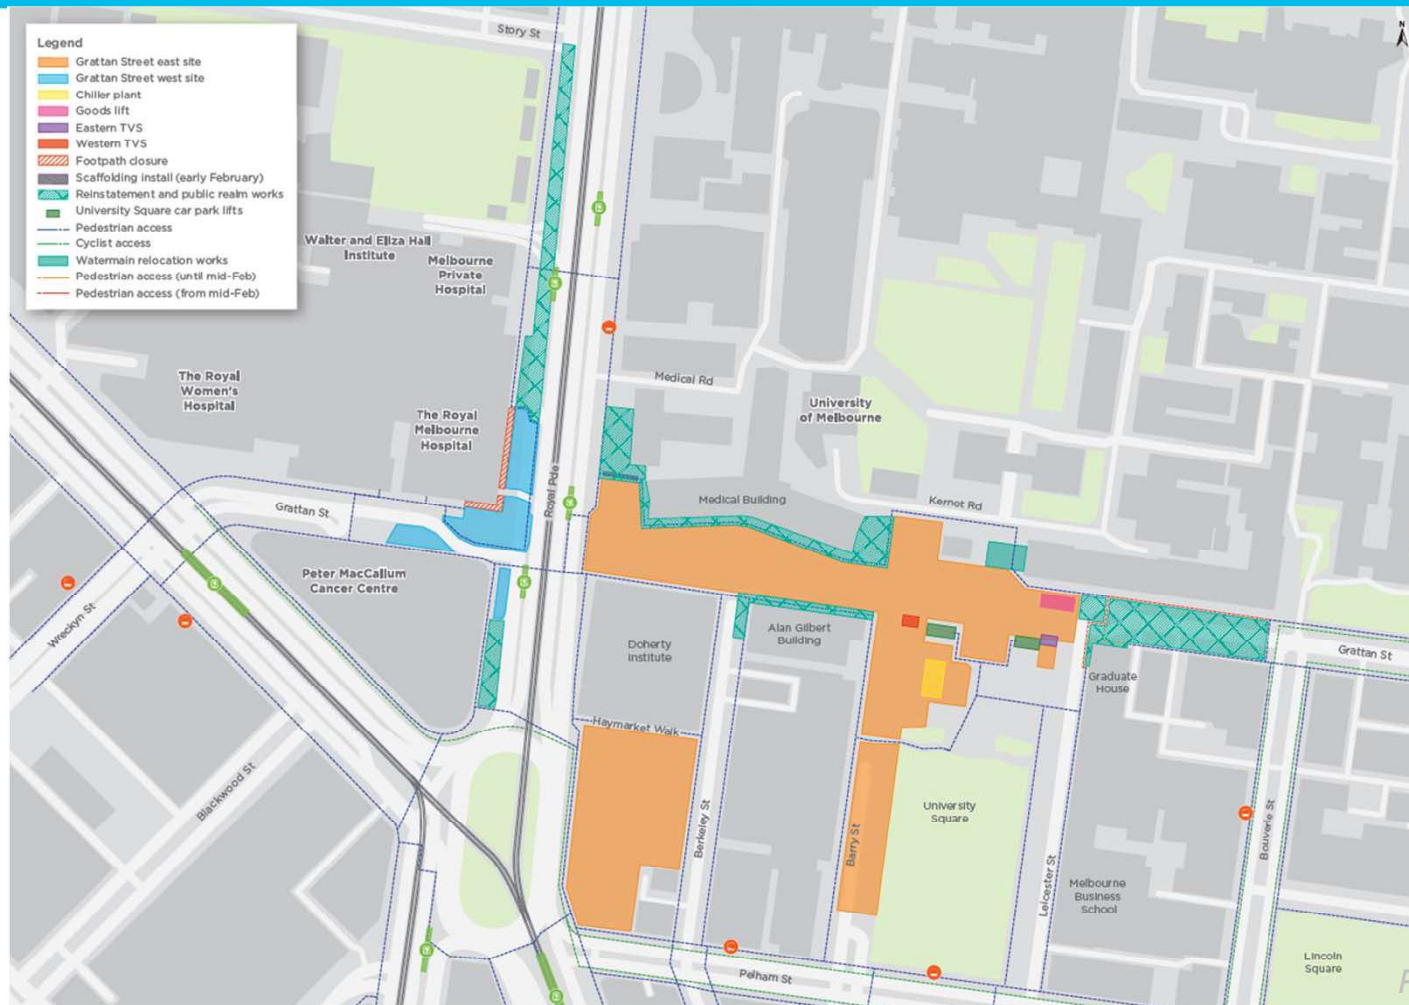 N
Legend
Grattan Street east site
Grattan Street west site
Chiller plant
Goods lift
Eastern TVS
Western TVS
Footpath closure
Scaffolding install (early February)
Reinstatement and public realm works
University Square car park lifts
Pedestrian access
Cyclist access
Watermain relocation works
Pedestrian access (until mid-Feb)
Pedestrian access (from mid-Feb)
Story St
Walter and Eliza Hall
Institute
Melbourne
Private
Hospital
The Royal
Women's
Hospital
The Royal
Melbourne
Hospital
Medical Rd
University
of Melbourne
Royal Pde
Grattan St
Medical Building
Kernot Rd
Peter MacCallum
Cancer Centre
Wreckyn St
Doherty
Institute
Alan Gilbert
Building
Graduate
House
Grattan St
Haymarket Walk
Blackwood St
Berkeley St
Barry St
University
Square
Leicester St
Bouverie St
Melbourne
Business
School
Pelham St
Lincoln
Square